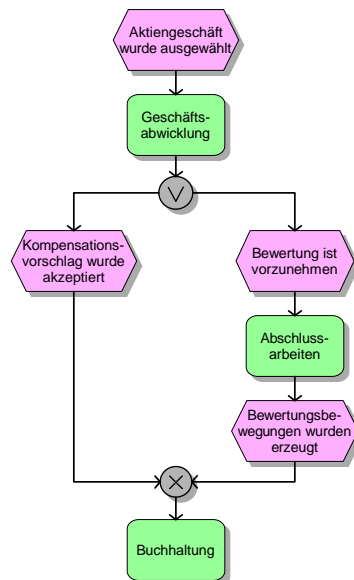 Aktiengeschäft
wurde ausgewählt
Geschäfts-
abwicklung
Kompensations-
vorschlag wurde
akzeptiert
Bewertung ist
vorzunehmen
Abschluss-
arbeiten
Bewertungsbe-
wegungen wurden
erzeugt
Buchhaltung